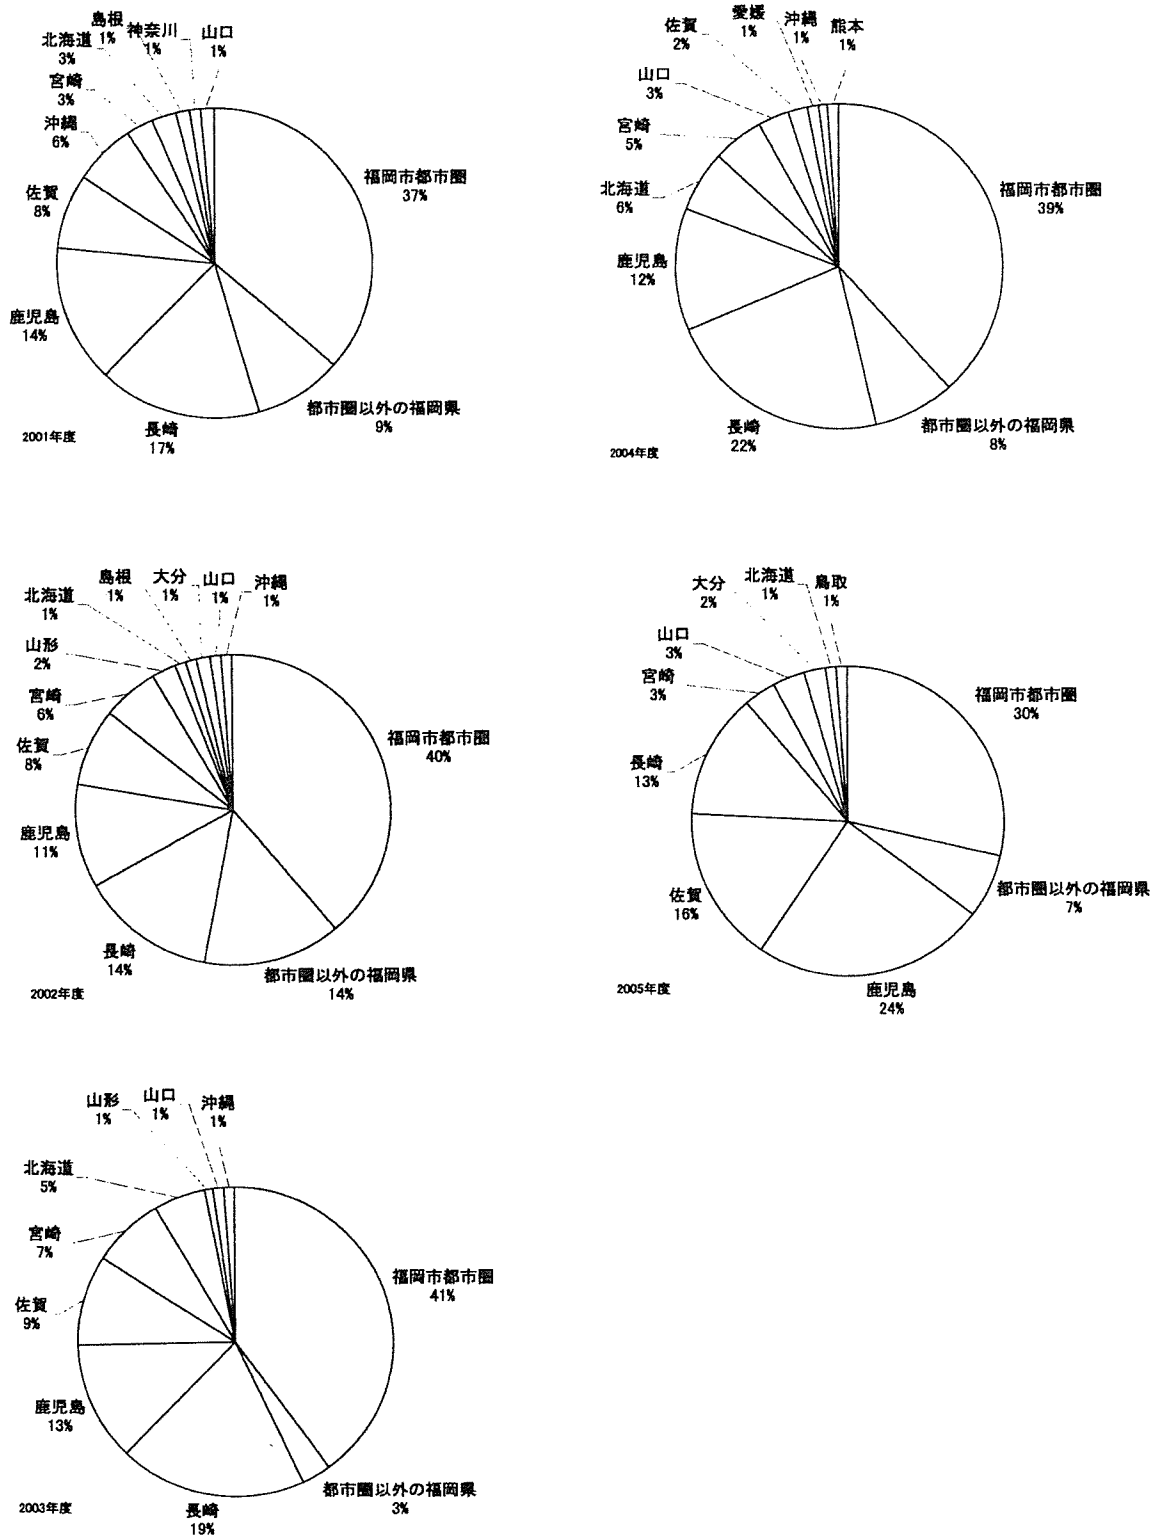 島根
1%
神奈川
1%
山口
1%
北海道
3%
宮崎
3%
沖縄
6%
佐賀
8%
福岡市都市圏
37%
鹿児島
14%
都市圏以外の福岡県
9%
長崎
17%
2001年度
愛媛
1%
沖縄
1%
熊本
1%
佐賀
2%
山口
3%
宮崎
5%
北海道
6%
福岡市都市圏
39%
鹿児島
12%
都市圏以外の福岡県
8%
長崎
22%
2004年度
島根
1%
大分
1%
山口
1%
沖縄
1%
北海道
1%
山形
2%
宮崎
6%
佐賀
8%
福岡市都市圏
40%
鹿児島
11%
長崎
14%
都市圏以外の福岡県
14%
2002年度
大分
2%
北海道
1%
鳥取
1%
山口
3%
宮崎
3%
福岡市都市圏
30%
長崎
13%
都市圏以外の福岡県
7%
佐賀
16%
鹿児島
24%
2005年度
山形
1%
山口
1%
沖縄
1%
北海道
5%
宮崎
7%
福岡市都市圏
41%
佐賀
9%
鹿児島
13%
都市圏以外の福岡県
3%
長崎
19%
2003年度